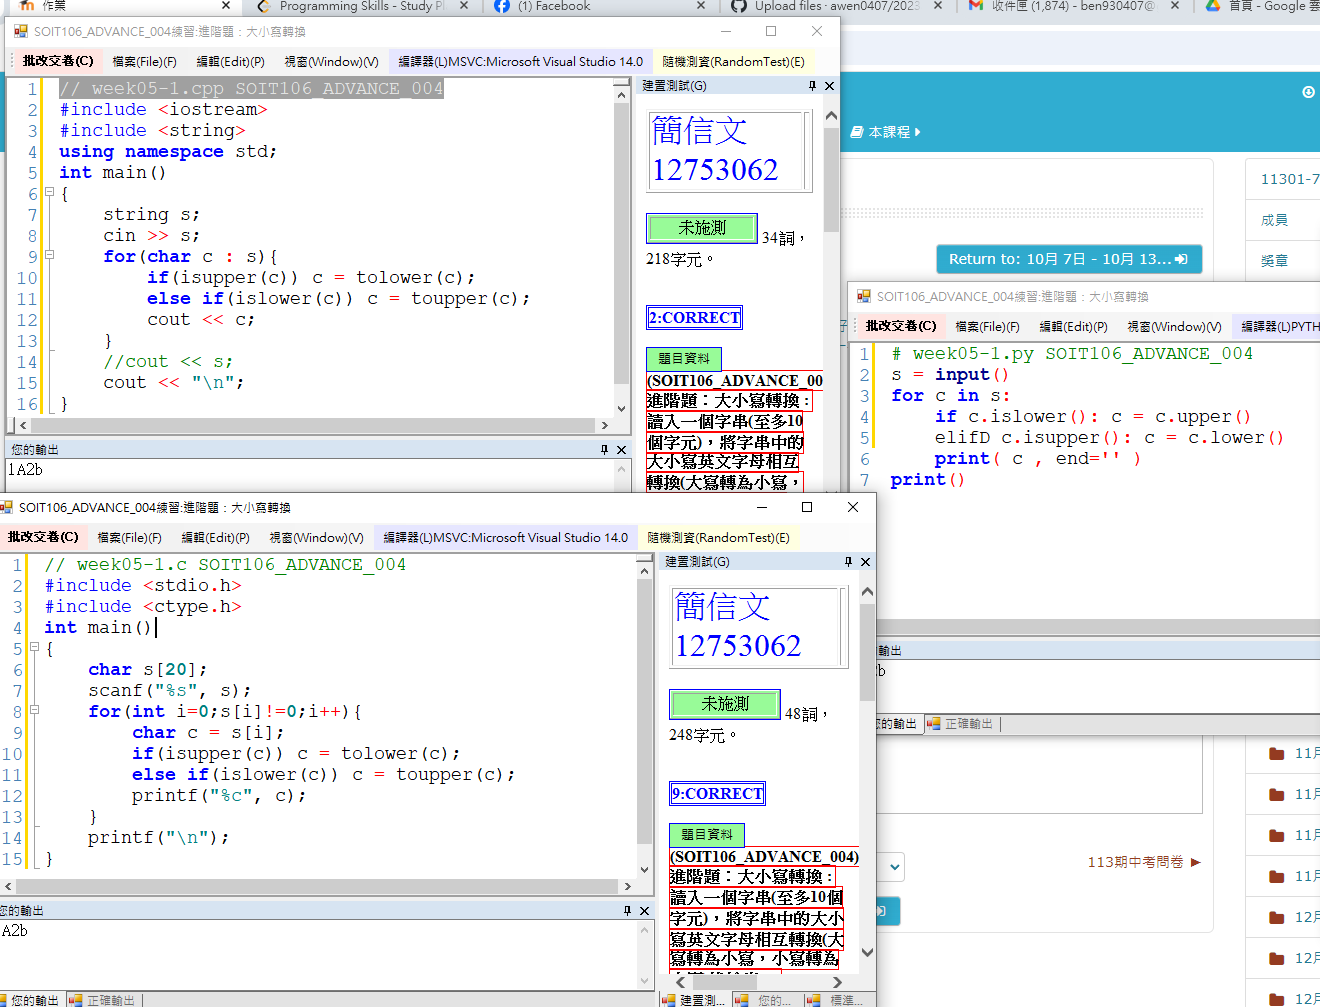 作業
Programming Skills - Study Pl
(1) Facebook
Upload files · awen0407/2023
收件匣 (1,874) - ben930407@
首頁 - Google 雲
SOIT106_ADVANCE_004練習:進階題：大小寫轉換
批改交卷(C) 檔案(File)(F) 編輯(Edit)(P) 視窗(Window)(V) 編譯器(L)MSVC:Microsoft Visual Studio 14.0 隨機測資(RandomTest)(E)
1 // week05-1.cpp SOIT106_ADVANCE_004
2 #include <iostream>
3 #include <string>
4 using namespace std;
5 int main()
6 {
7 string s;
8 cin >> s;
9 for(char c : s){
10 if(isupper(c)) c = tolower(c);
11 else if(islower(c)) c = toupper(c);
12 cout << c;
13 }
14 //cout << s;
15 cout << "\n";
16 }
您的輸出
1A2b
建置測試(G)
簡信文
12753062
未施測 34詞，
218字元。
2:CORRECT
題目資料
(SOIT106_ADVANCE_00
進階題：大小寫轉換：
讀入一個字串(至多10
個字元)，將字串中的
大小寫英文字母相互
轉換(大寫轉為小寫，
本課程
Return to: 10月 7日 - 10月 13...
11301-7
成員
獎章
SOIT106_ADVANCE_004練習:進階題：大小寫轉換
批改交卷(C) 檔案(File)(F) 編輯(Edit)(P) 視窗(Window)(V) 編譯器(L)PYTH
1 # week05-1.py SOIT106_ADVANCE_004
2 s = input()
3 for c in s:
4 if c.islower(): c = c.upper()
5 elifD c.isupper(): c = c.lower()
6 print( c , end='' )
7 print()
輸出
2b
您的輸出 正確輸出
SOIT106_ADVANCE_004練習:進階題：大小寫轉換
批改交卷(C) 檔案(File)(F) 編輯(Edit)(P) 視窗(Window)(V) 編譯器(L)MSVC:Microsoft Visual Studio 14.0 隨機測資(RandomTest)(E)
1 // week05-1.c SOIT106_ADVANCE_004
2 #include <stdio.h>
3 #include <ctype.h>
4 int main()
5 {
6 char s[20];
7 scanf("%s", s);
8 for(int i=0;s[i]!=0;i++){
9 char c = s[i];
10 if(isupper(c)) c = tolower(c);
11 else if(islower(c)) c = toupper(c);
12 printf("%c", c);
13 }
14 printf("\n");
15 }
您的輸出
A2b
您的輸出 正確輸出
建置測試(G)
簡信文
12753062
未施測 48詞，
248字元。
9:CORRECT
題目資料
(SOIT106_ADVANCE_004)
進階題：大小寫轉換：
讀入一個字串(至多10個
字元)，將字串中的大小
寫英文字母相互轉換(大
寫轉為小寫，小寫轉為
建置測... 您的... 標準...
113期中考問卷 ►
11月
11月
11月
11月
12月
12月
12月